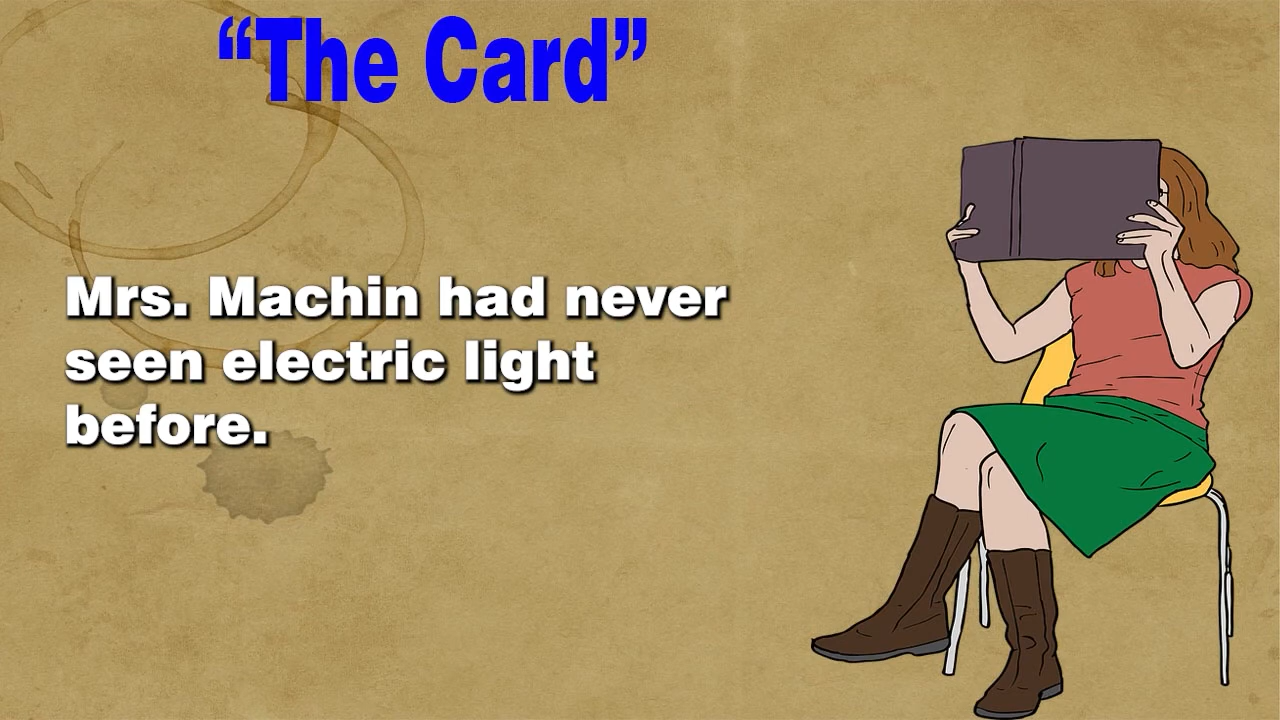 “The Card”
Mrs. Machin had never
seen electric light
before.